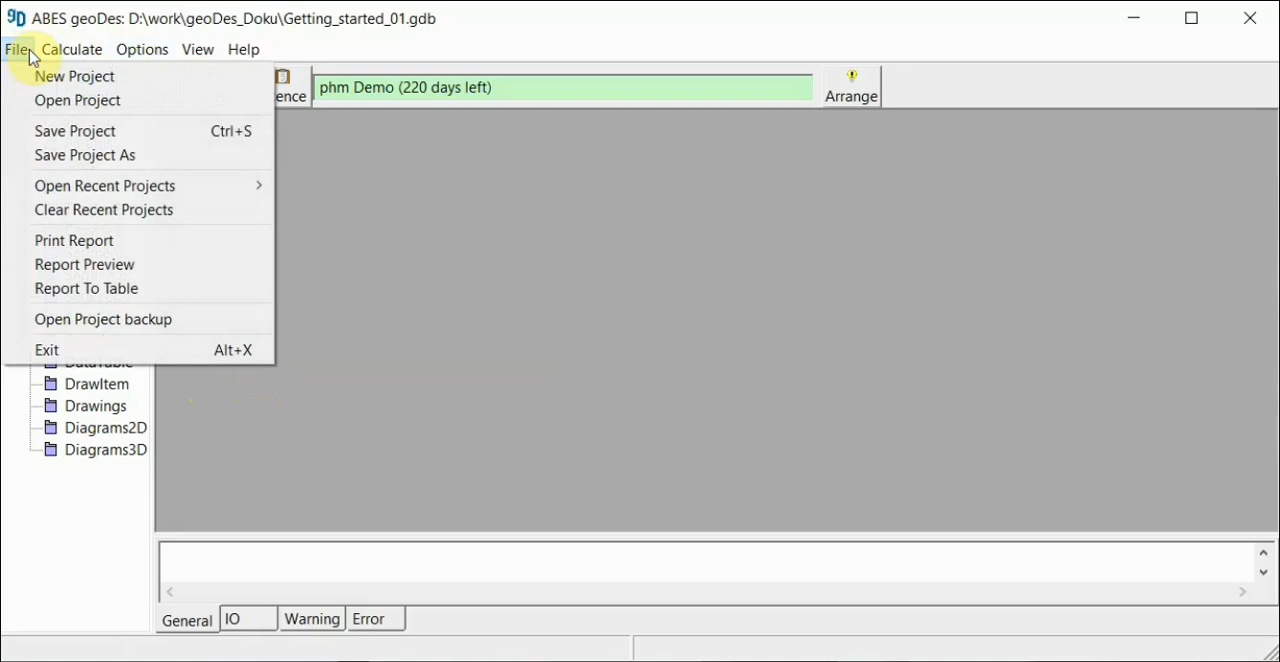 9D ABES geoDes: D:\work\geoDes_Doku\Getting_started_01.gdb
File Calculate Options View Help
New Project
Open Project
Save Project Ctrl+S
Save Project As
Open Recent Projects
Clear Recent Projects
Print Report
Report Preview
Report To Table
Open Project backup
Exit Alt+X
ence
phm Demo (220 days left)
Arrange
DataTable
DrawItem
Drawings
Diagrams2D
Diagrams3D
General IO Warning Error